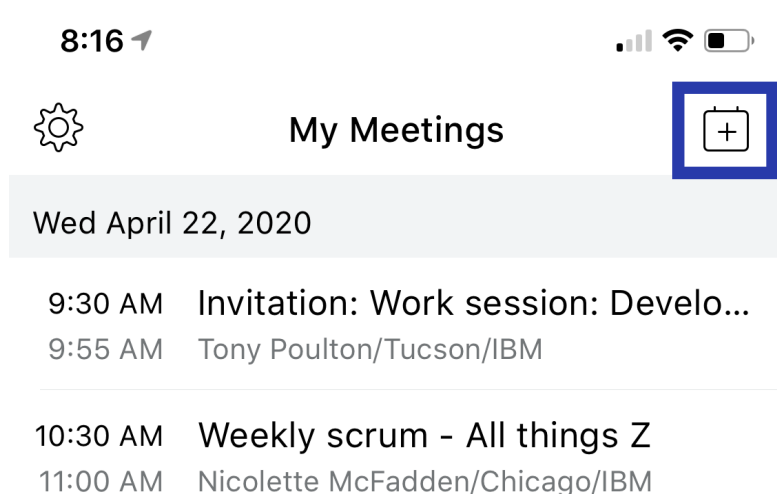 8:16
My Meetings
Wed April 22, 2020
9:30 AM Invitation: Work session: Develo...
9:55 AM Tony Poulton/Tucson/IBM
10:30 AM Weekly scrum - All things Z
11:00 AM Nicolette McFadden/Chicago/IBM